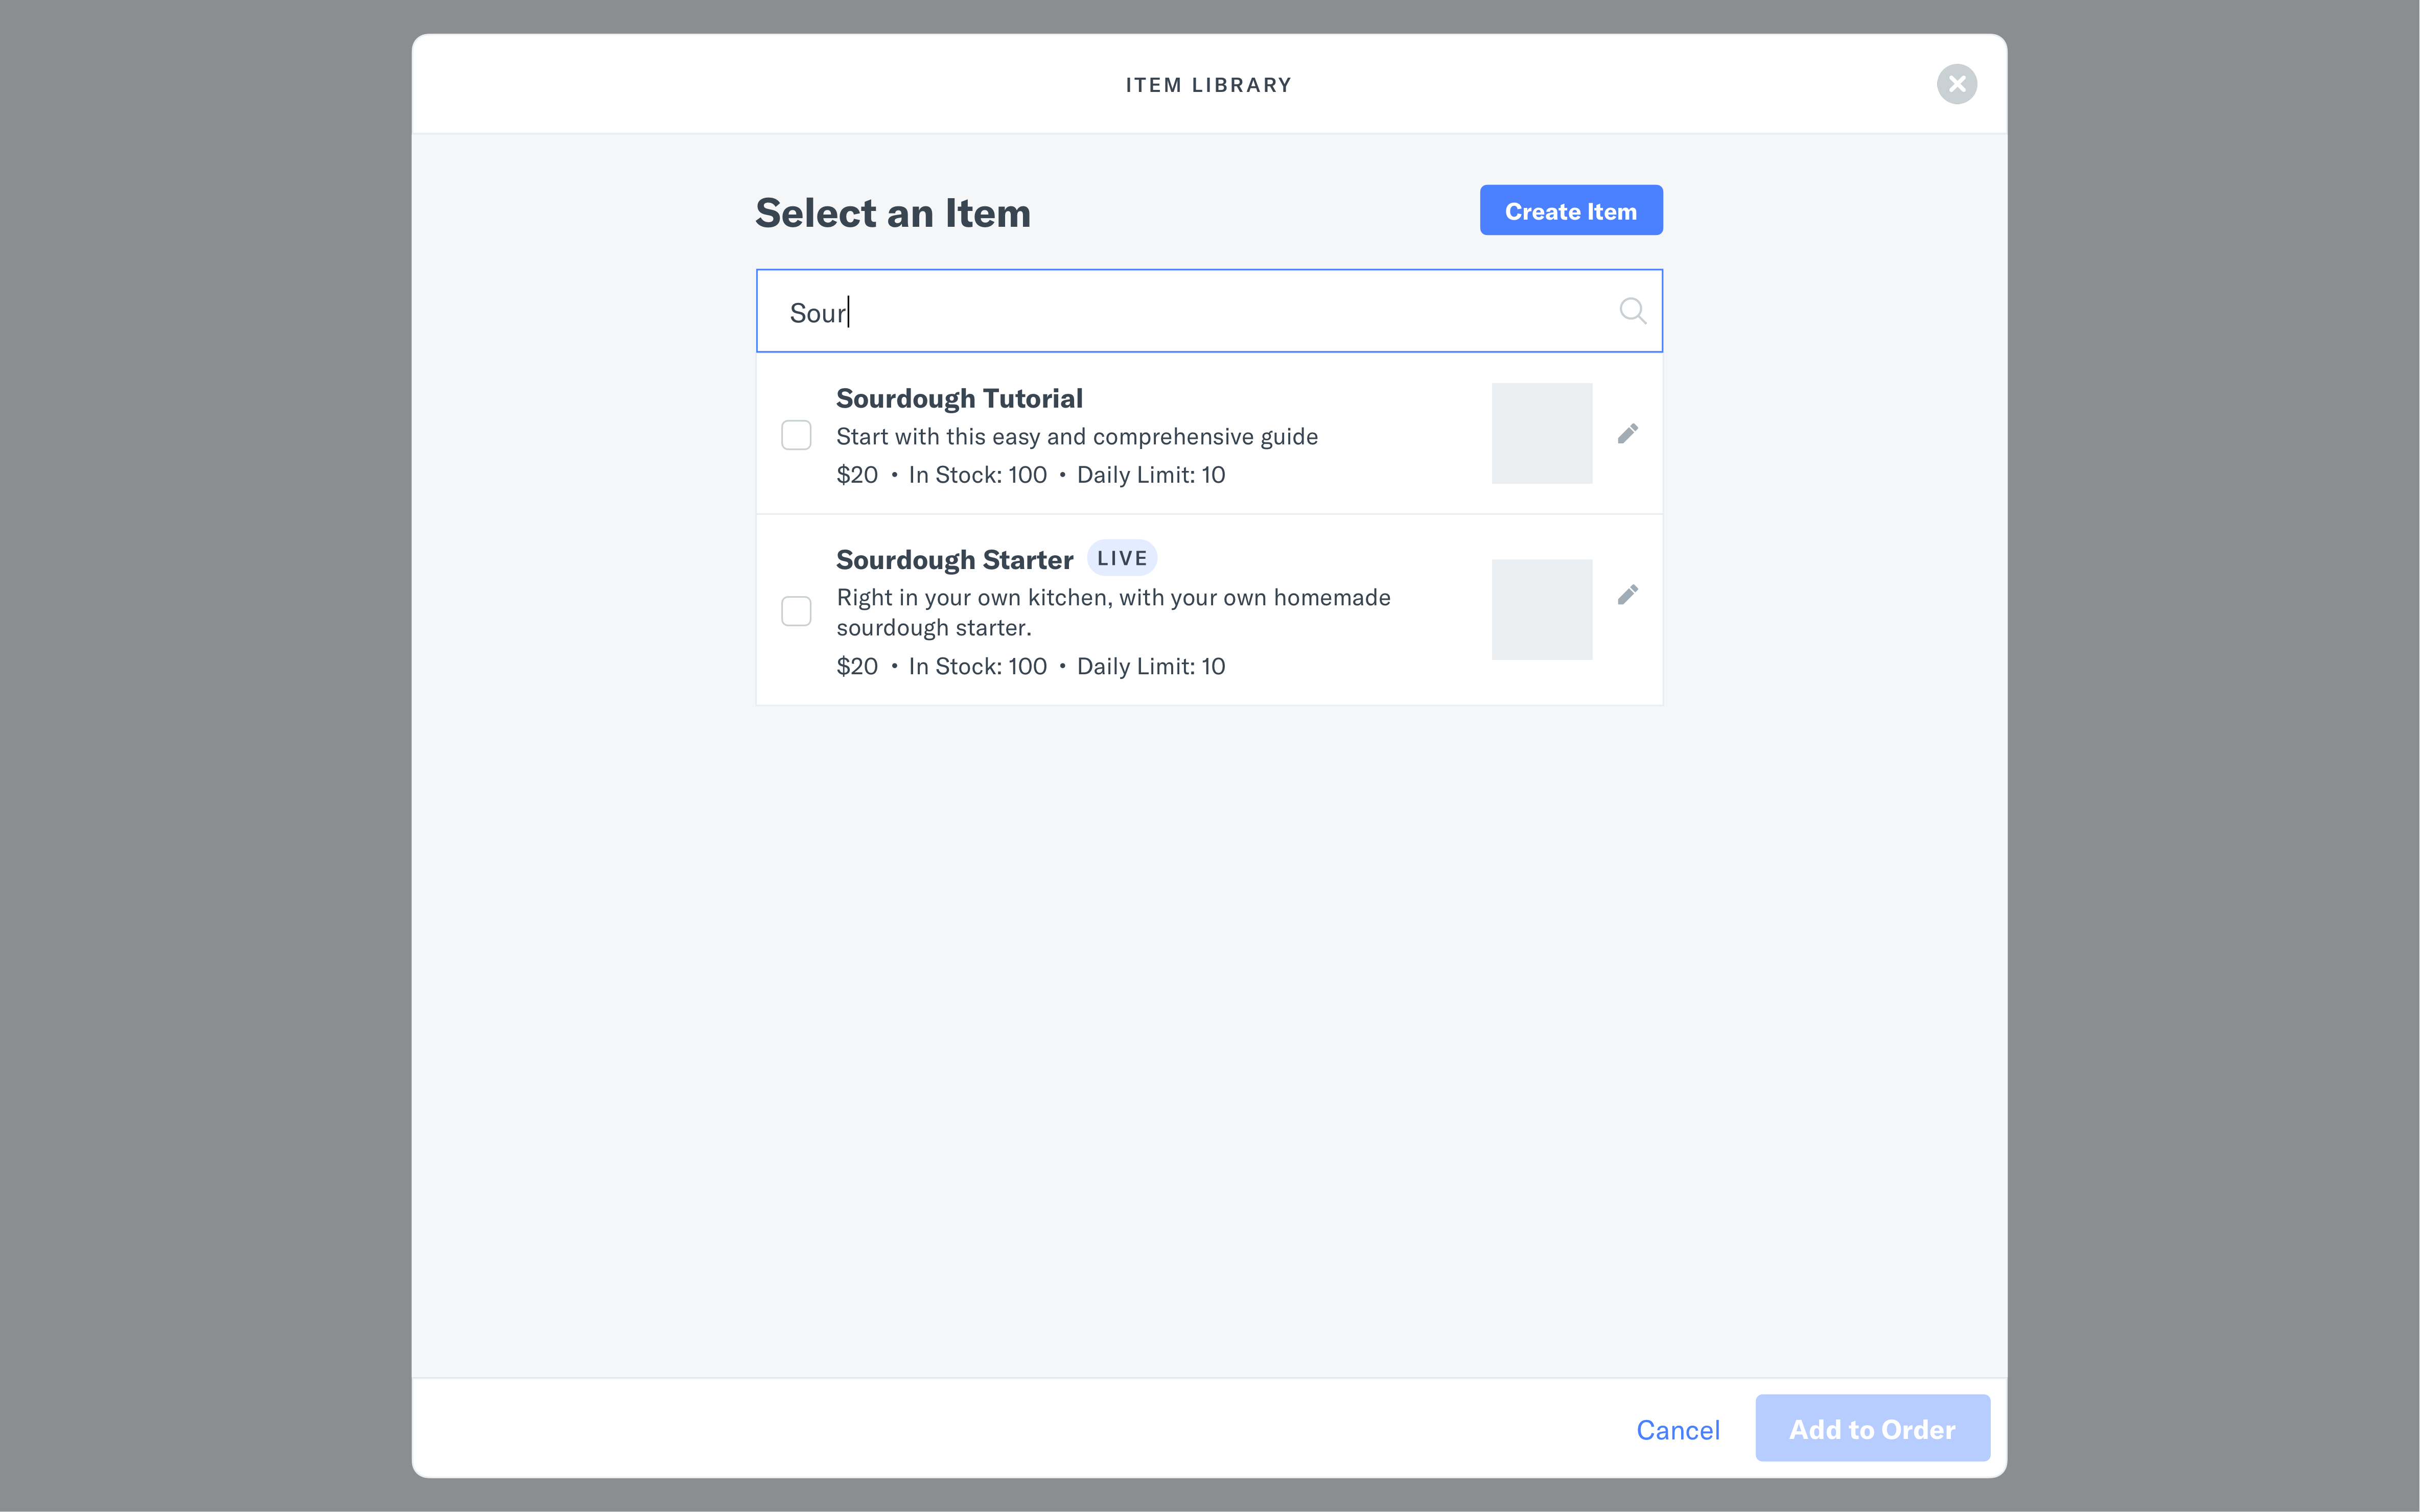 ITEM LIBRARY
Select an Item
Create Item
Sour
Sourdough Tutorial
Start with this easy and comprehensive guide
$20 • In Stock: 100 • Daily Limit: 10
Sourdough Starter LIVE
Right in your own kitchen, with your own homemade
sourdough starter.
$20 • In Stock: 100 • Daily Limit: 10
Cancel
Add to Order